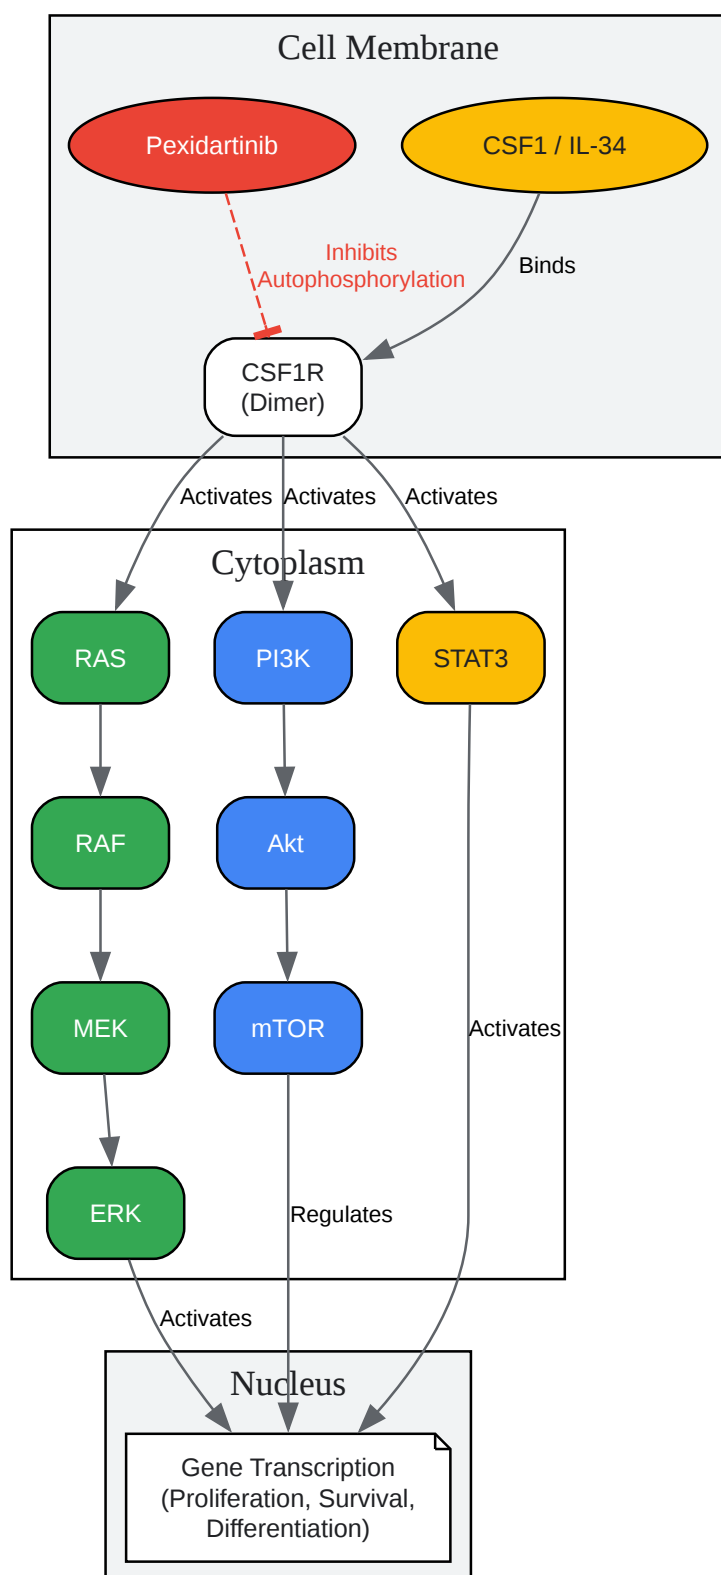 Cell Membrane
Pexidartinib
CSF1 / IL-34
Inhibits
Autophosphorylation
Binds
CSF1R
(Dimer)
Activates
Activates
Activates
Cytoplasm
RAS
PI3K
STAT3
RAF
Akt
MEK
mTOR
Activates
ERK
Regulates
Activates
Nucleus
Gene Transcription
(Proliferation, Survival,
Differentiation)